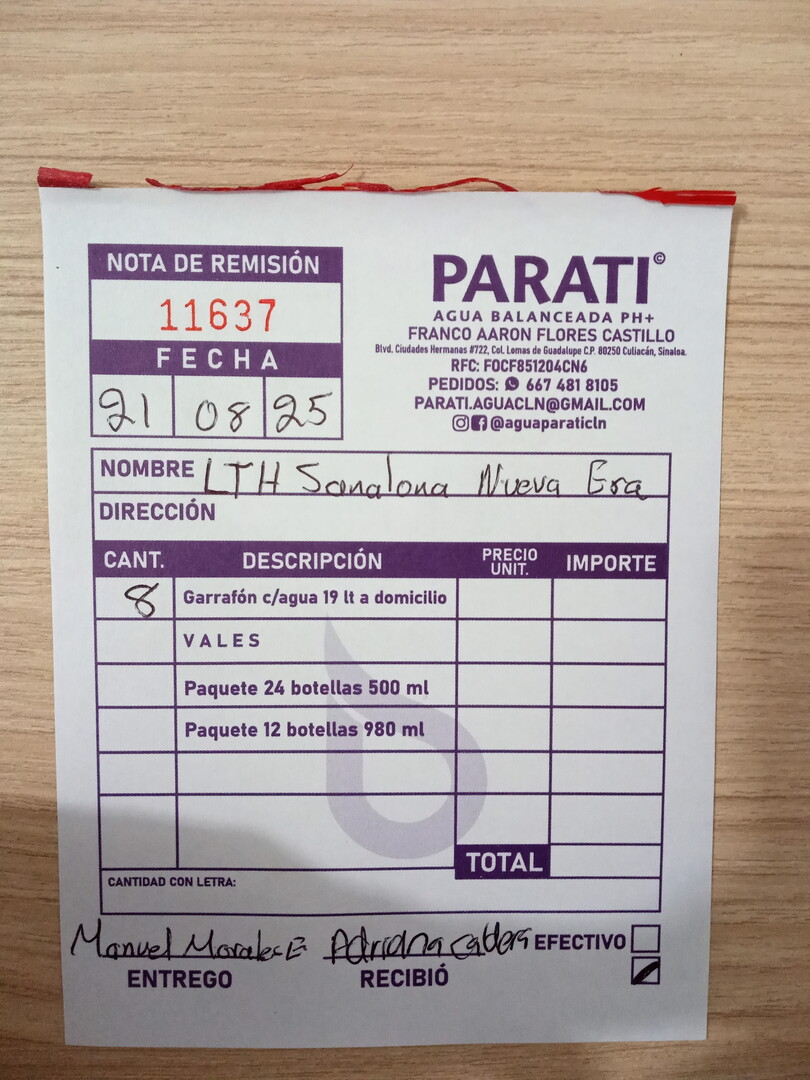 NOTA DE REMISIÓN
11637
FECHA
21 08 25
PARATI©
AGUA BALANCEADA PH+
FRANCO AARON FLORES CASTILLO
Blvd. Ciudades Hermanas #722, Col. Lomas de Guadalupe C.P. 80250 Culiacán, Sinaloa.
RFC: FOCF851204CN6
PEDIDOS: 667 481 8105
PARATI.AGUACLN@GMAIL.COM
@aguaparaticln
NOMBRE LTH Sanalona Nueva Era
DIRECCIÓN
CANT. DESCRIPCIÓN PRECIO UNIT. IMPORTE
8 Garrafón c/agua 19 lt a domicilio
VALES
Paquete 24 botellas 500 ml
Paquete 12 botellas 980 ml
TOTAL
CANTIDAD CON LETRA:
Manuel Morales E Adriana EFECTIVO
ENTREGO RECIBIÓ